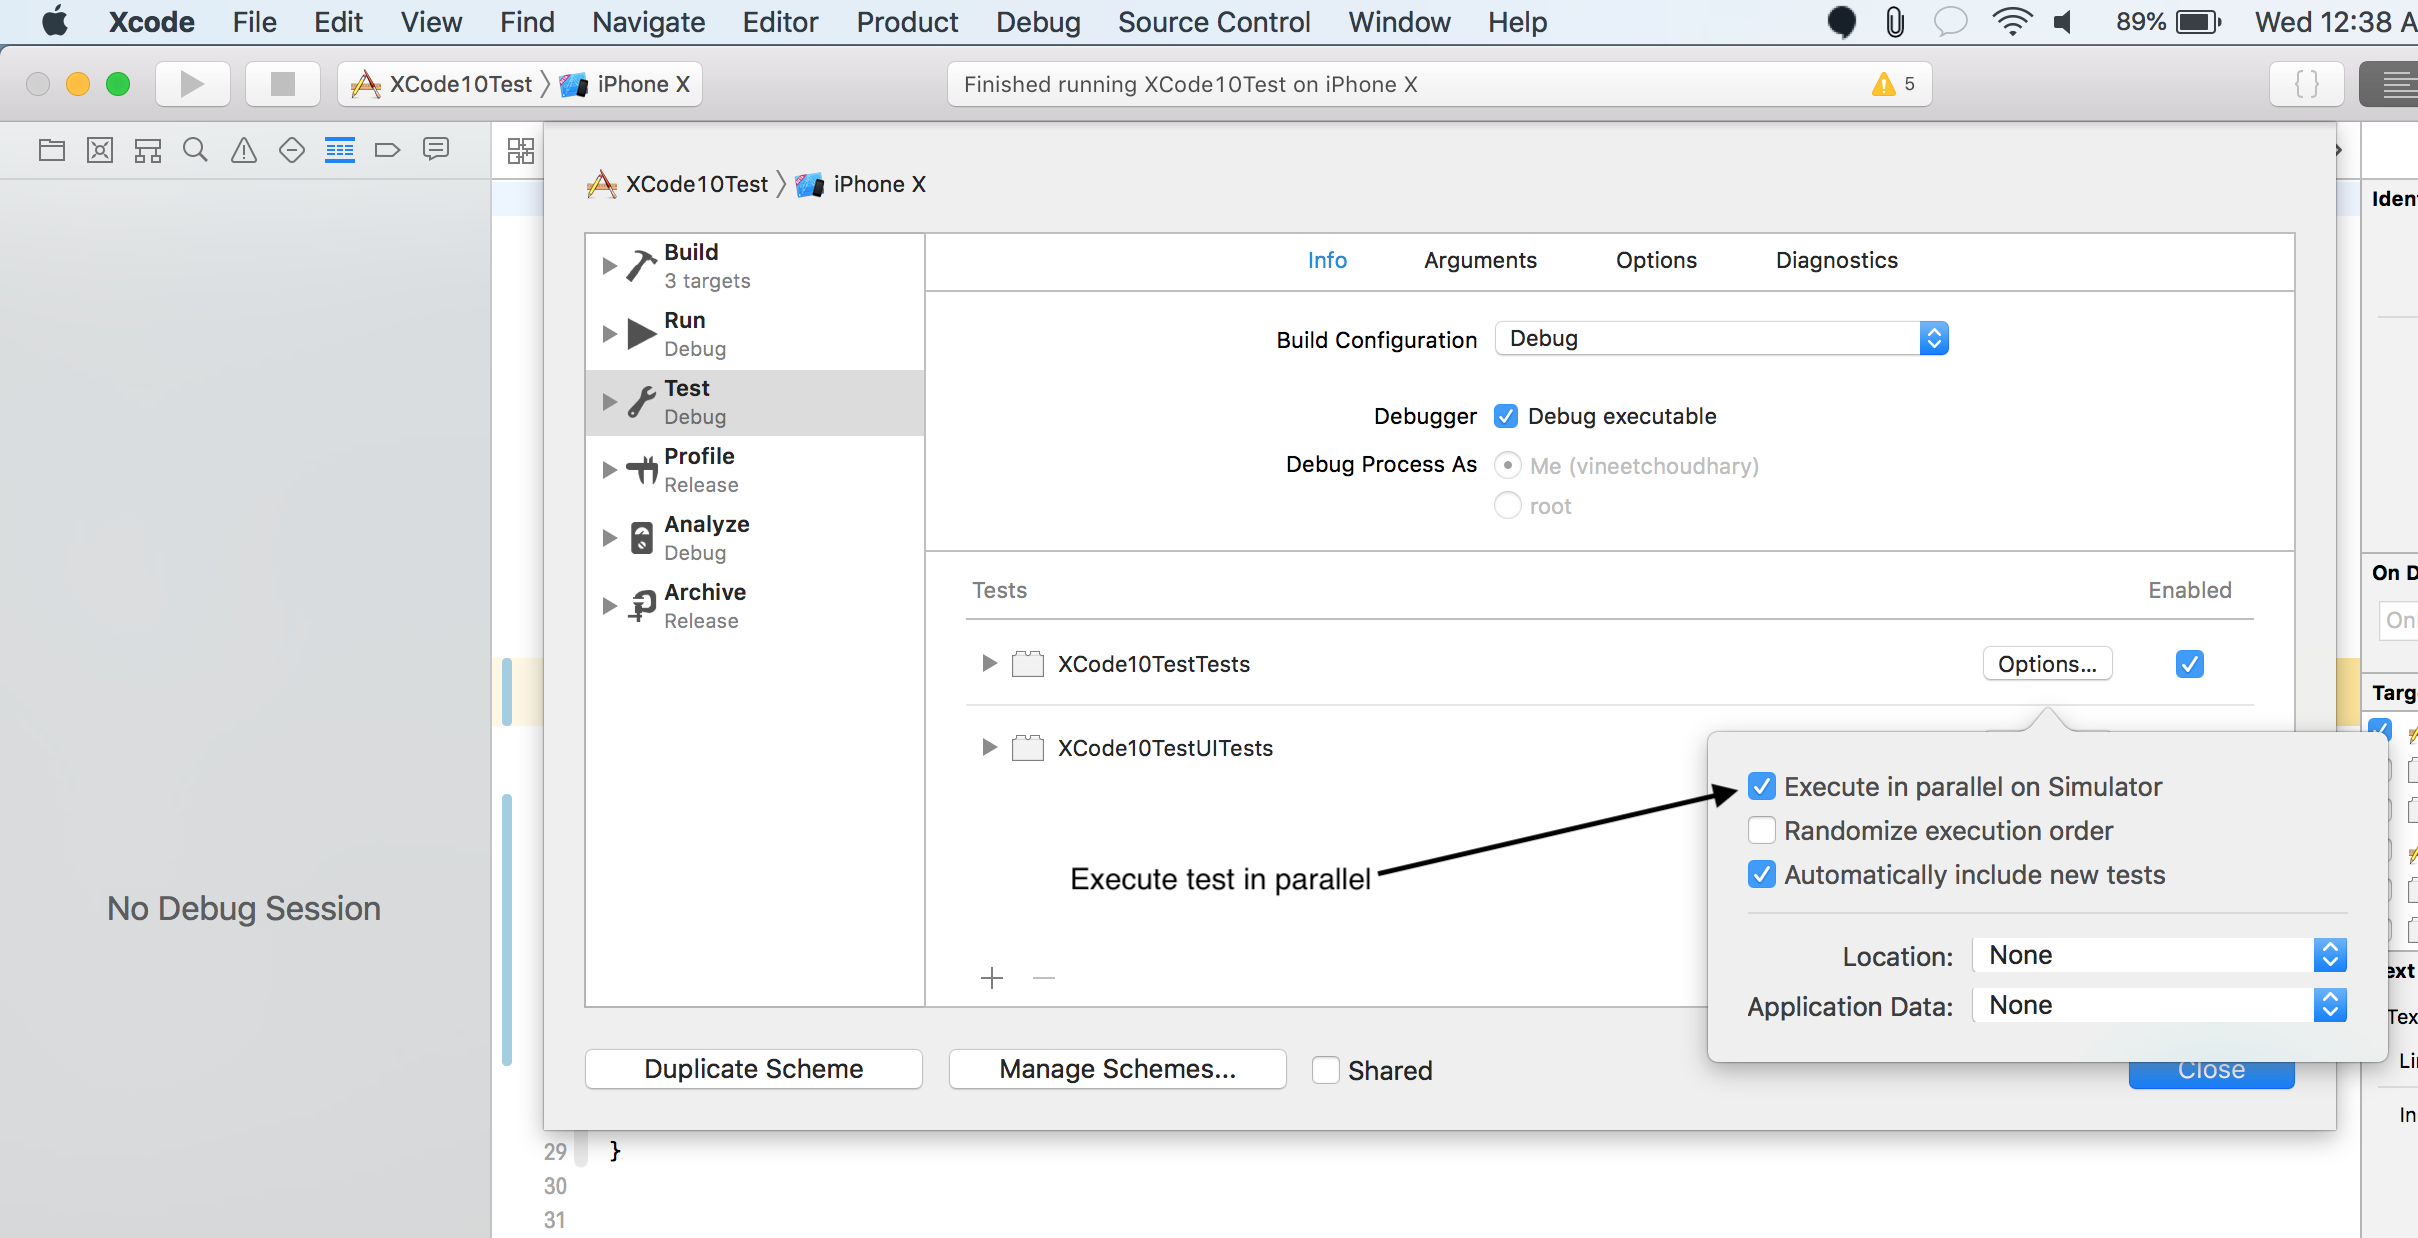 Xcode File Edit View Find Navigate Editor Product Debug Source Control Window Help 89% Wed 12:38 A
XCode10Test iPhone X Finished running XCode10Test on iPhone X 5 {}
XCode10Test iPhone X
Iden
Build
3 targets
Run
Debug
Test
Debug
Profile
Release
Analyze
Debug
Archive
Release
Info Arguments Options Diagnostics
Build Configuration Debug
Debugger Debug executable
Debug Process As Me (vineetchoudhary)
root
On D
Tests Enabled
Onl
XCode10TestTests Options...
Targ
XCode10TestUITests
Execute in parallel on Simulator
Randomize execution order
Execute test in parallel
Automatically include new tests
No Debug Session
Location: None
ext
Application Data: None
Tex
+ −
Duplicate Scheme Manage Schemes... Shared Close
Li
In
29 }
30
31